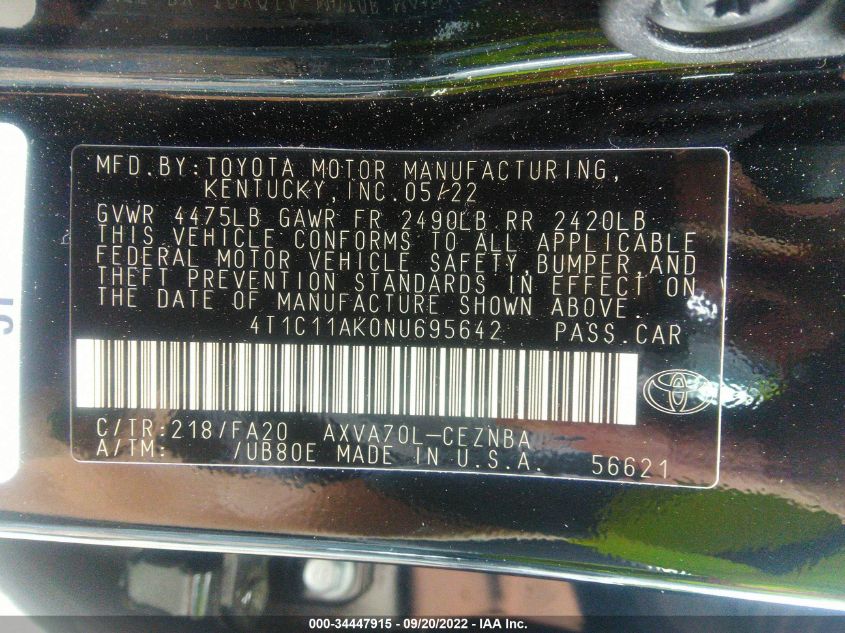 MFD.BY:TOYOTA MOTOR MANUFACTURING,
KENTUCKY,INC.05/22
GVWR 4475LB GAWR FR 2490LB RR 2420LB
THIS VEHICLE CONFORMS TO ALL APPLICABLE
FEDERAL MOTOR VEHICLE SAFETY,BUMPER,AND
THEFT PREVENTION STANDARDS IN EFFECT ON
THE DATE OF MANUFACTURE SHOWN ABOVE.
4T1C11AK0NU695642 PASS.CAR
C/TR:218/FA20 AXVA70L-CEZNBA
A/TM: /UB80E MADE IN U.S.A. 56621
000-34447915 - 09/20/2022 - IAA Inc.